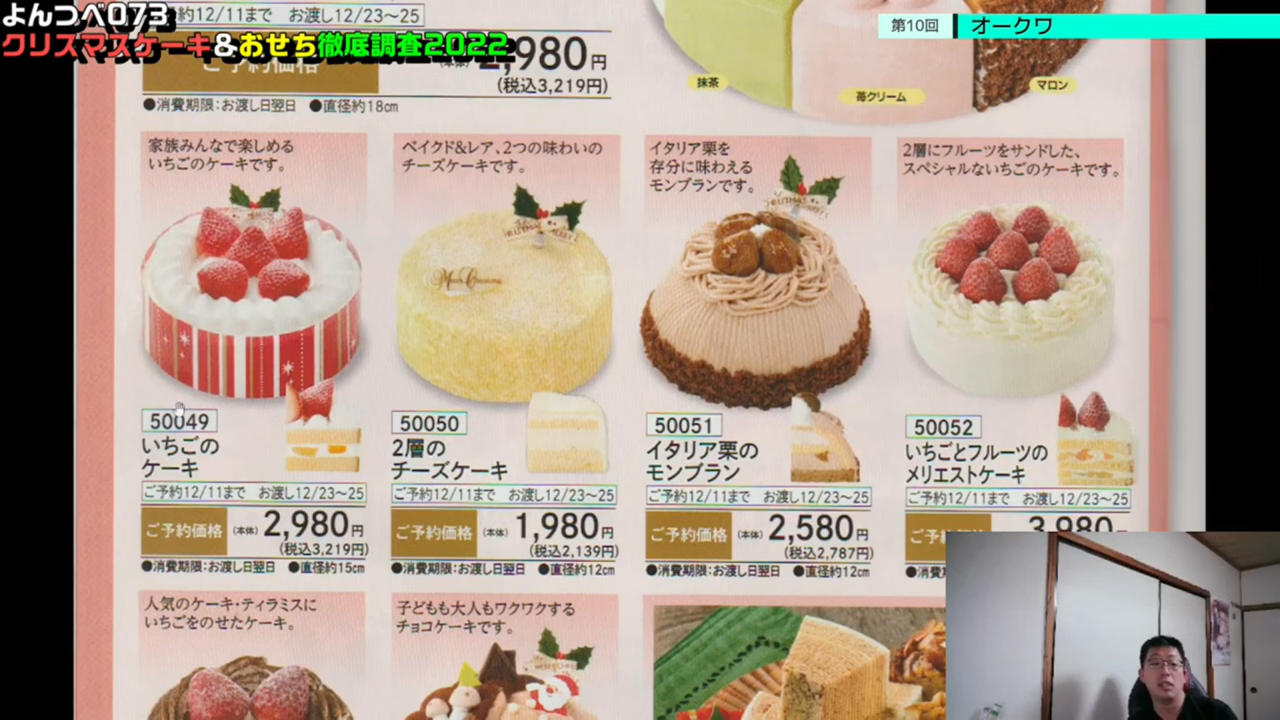 よんつべ073
クリスマスケーキ&おせち徹底調査2022
第10回
オークワ
約12/11まで お渡し12/23〜25
ご予約価格
(本体)
2,980円
(税込3,219円)
●消費期限:お渡し日翌日 ●直径約18cm
抹茶
苺クリーム
マロン
家族みんなで楽しめる
いちごのケーキです。
50049
いちごの
ケーキ
ご予約12/11まで お渡し12/23〜25
ご予約価格 (本体) 2,980円
(税込3,219円)
●消費期限:お渡し日翌日 ●直径約15cm
ベイクド&レア、2つの味わいの
チーズケーキです。
50050
2層の
チーズケーキ
ご予約12/11まで お渡し12/23〜25
ご予約価格 (本体) 1,980円
(税込2,139円)
●消費期限:お渡し日翌日 ●直径約12cm
イタリア栗を
存分に味わえる
モンブランです。
50051
イタリア栗の
モンブラン
ご予約12/11まで お渡し12/23〜25
ご予約価格 (本体) 2,580円
(税込2,787円)
●消費期限:お渡し日翌日 ●直径約12cm
2層にフルーツをサンドした、
スペシャルないちごのケーキです。
50052
いちごとフルーツの
メリエストケーキ
ご予約12/11まで お渡し12/23〜25
3,980円
●消費
人気のケーキ・ティラミスに
いちごをのせたケーキ。
子どもも大人もワクワクする
チョコケーキです。